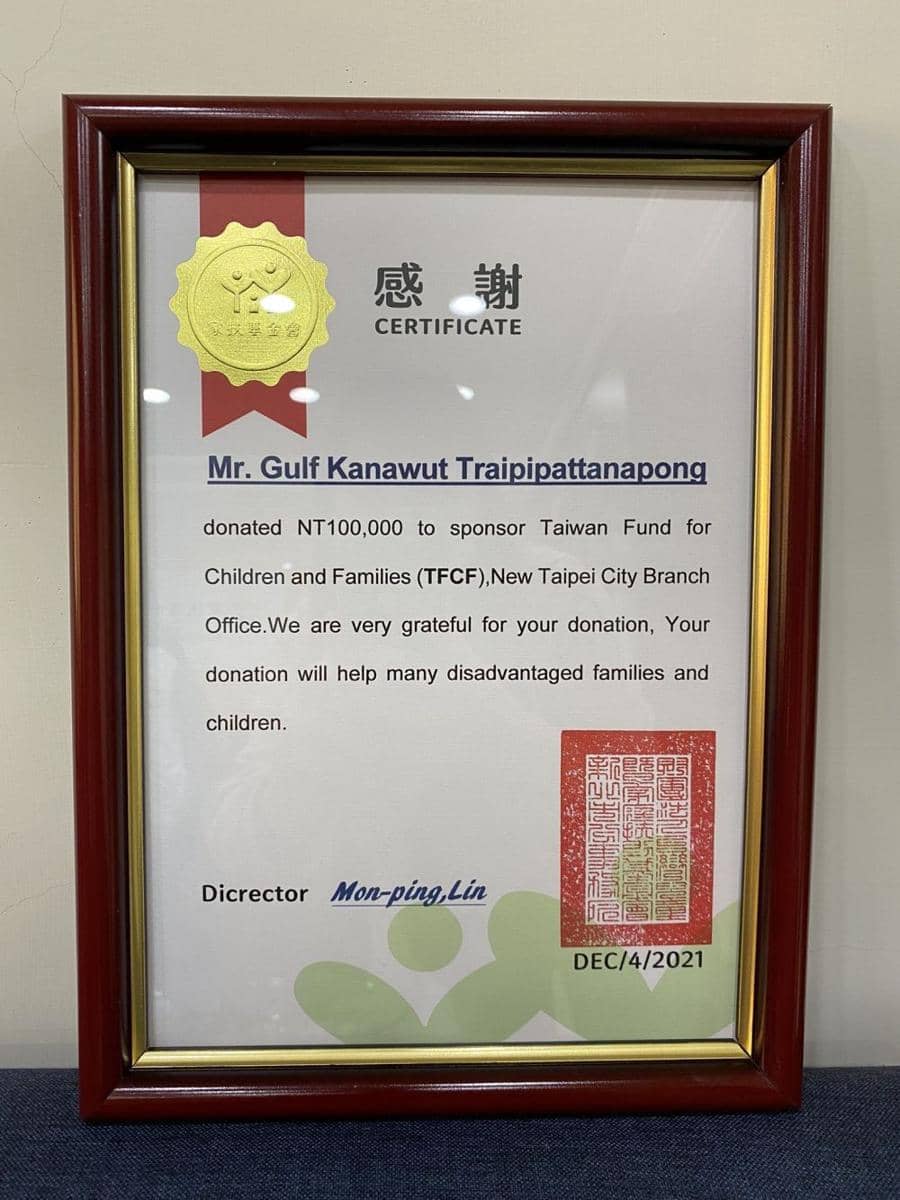 家扶基金會
感謝
CERTIFICATE
Mr. Gulf Kanawut Traipipattanapong
donated NT100,000 to sponsor Taiwan Fund for
Children and Families (TFCF),New Taipei City Branch
Office.We are very grateful for your donation, Your
donation will help many disadvantaged families and
children.
Dicrector Mon-ping,Lin
DEC/4/2021